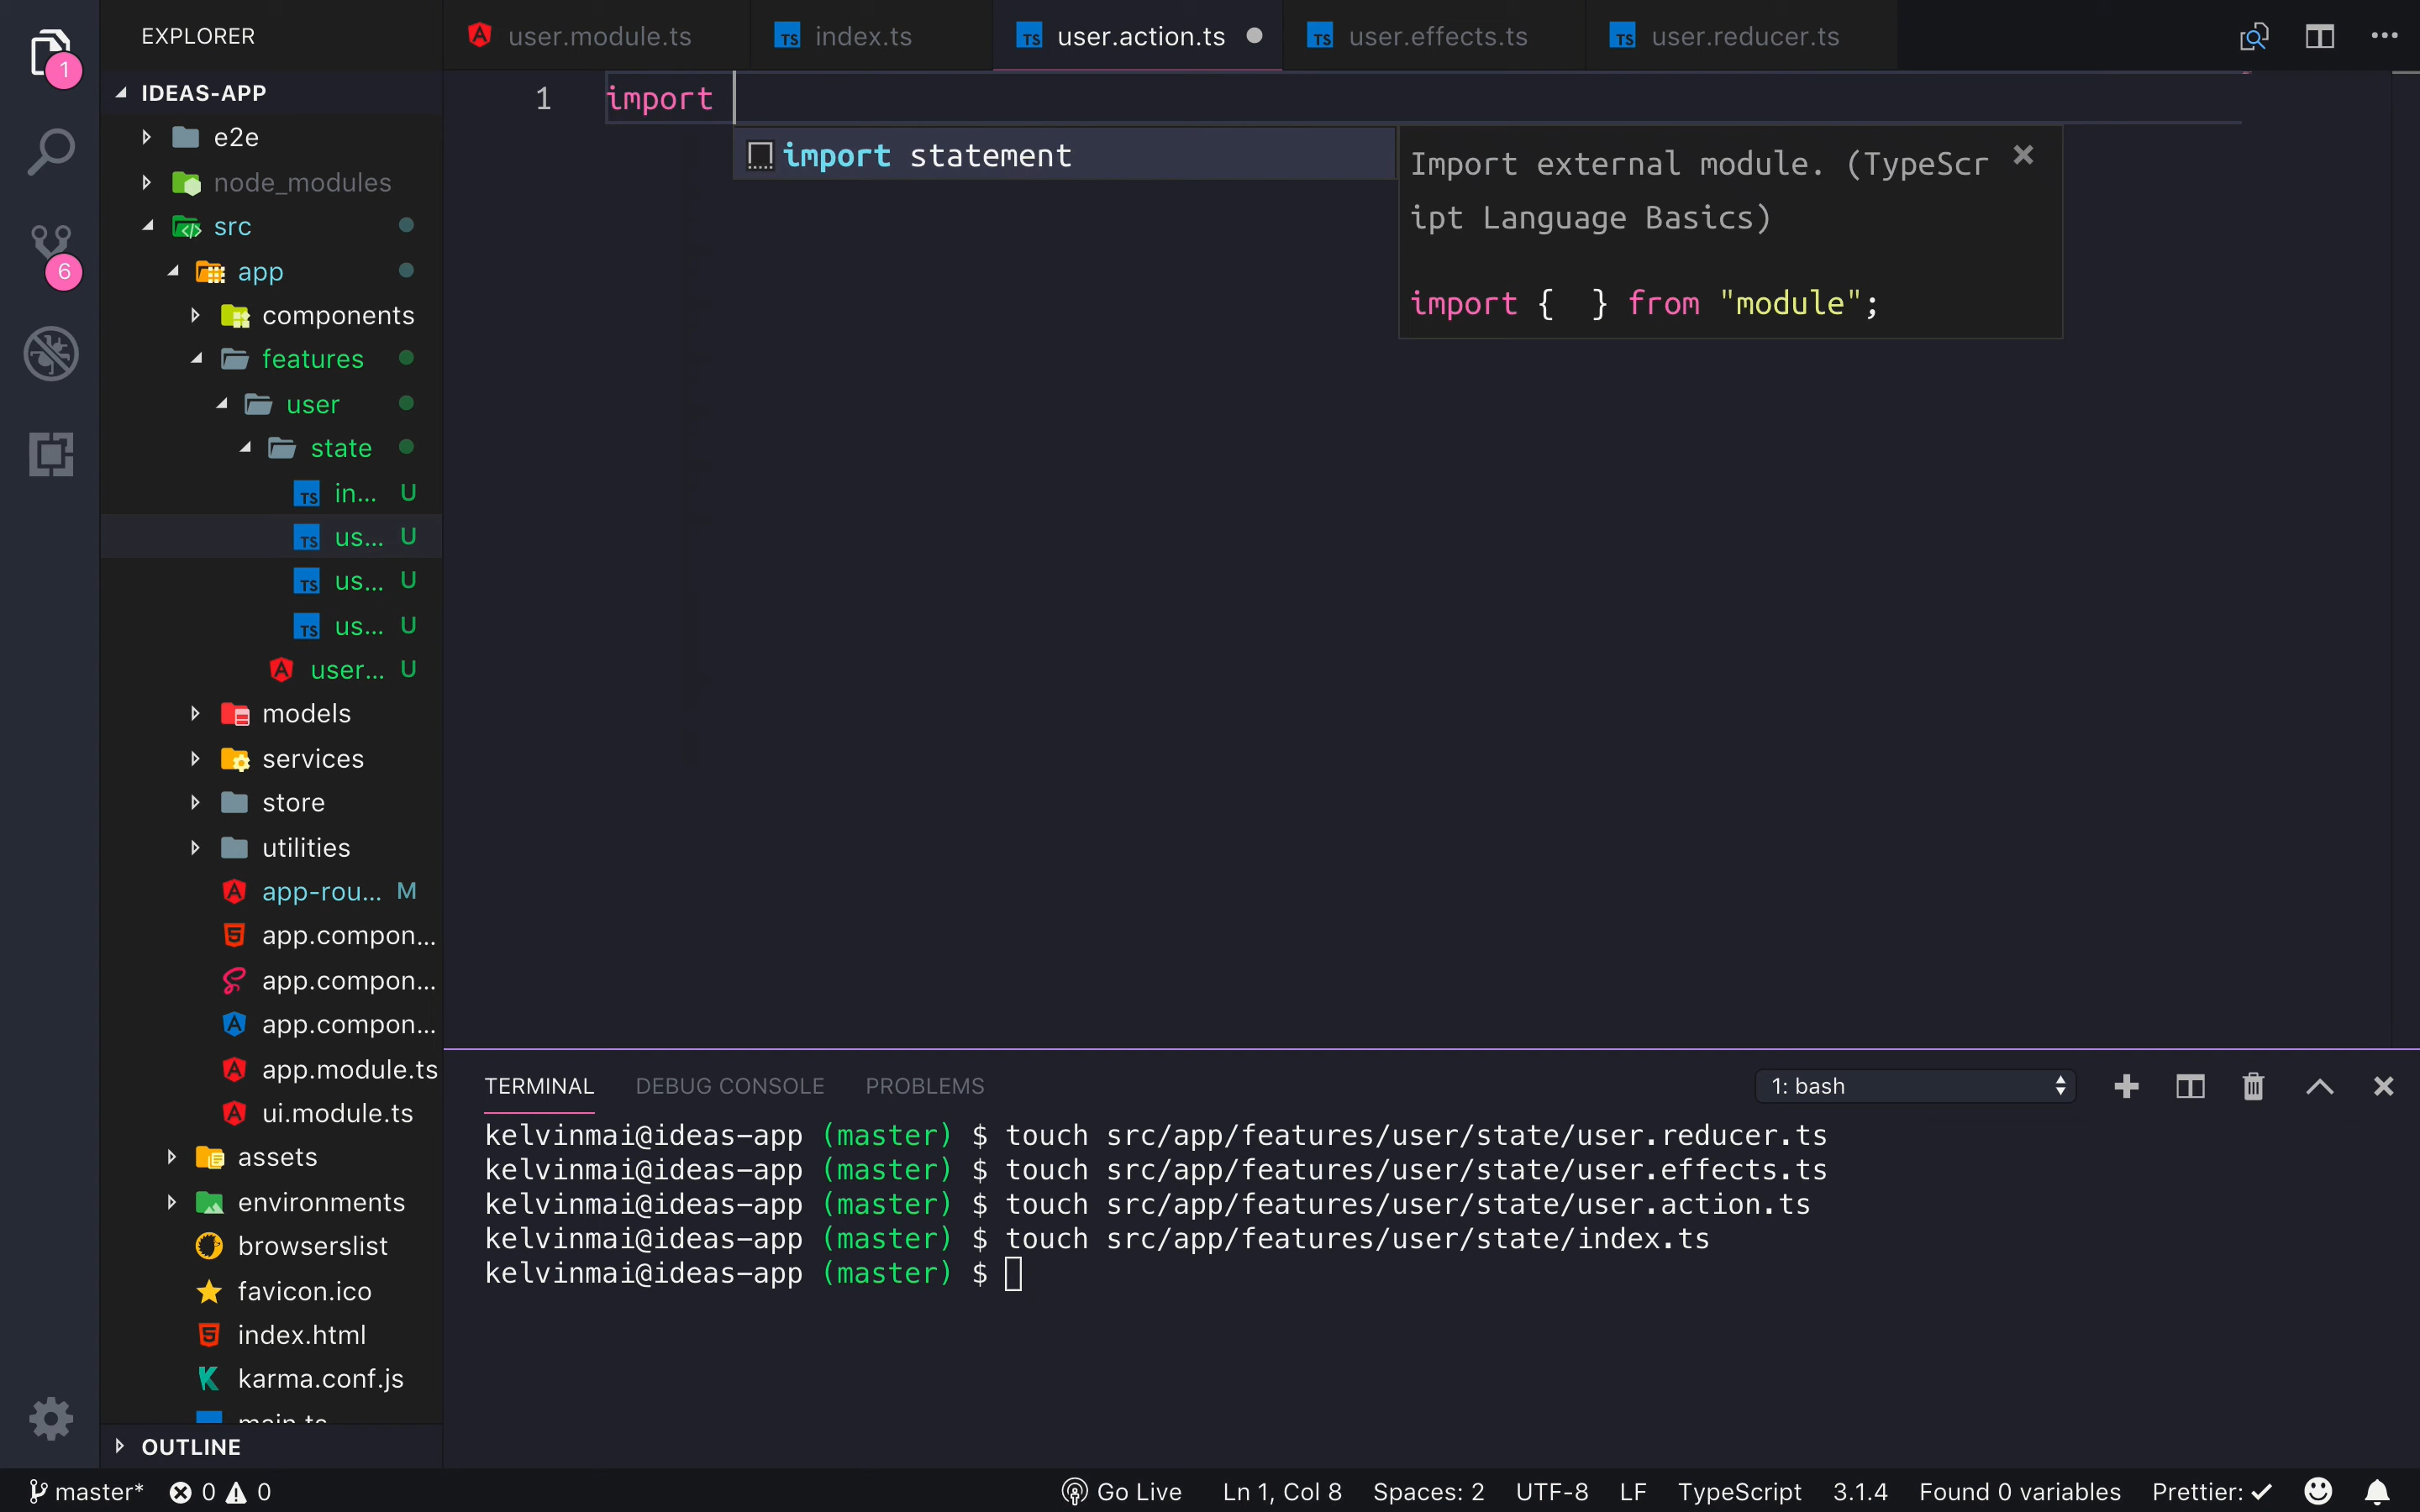 EXPLORER
user.module.ts
index.ts
user.action.ts
user.effects.ts
user.reducer.ts
1
IDEAS-APP
e2e
node_modules
src
app
6
components
features
user
state
in... U
us... U
us... U
us... U
user... U
models
services
store
utilities
app-rou... M
app.compon...
app.compon...
app.compon...
app.module.ts
ui.module.ts
assets
environments
browserslist
favicon.ico
index.html
karma.conf.js
main.ts
OUTLINE
1 import
import statement
Import external module. (TypeScr
ipt Language Basics)
import { } from "module";
TERMINAL DEBUG CONSOLE PROBLEMS 1: bash
kelvinmai@ideas-app (master) $ touch src/app/features/user/state/user.reducer.ts
kelvinmai@ideas-app (master) $ touch src/app/features/user/state/user.effects.ts
kelvinmai@ideas-app (master) $ touch src/app/features/user/state/user.action.ts
kelvinmai@ideas-app (master) $ touch src/app/features/user/state/index.ts
kelvinmai@ideas-app (master) $
master* 0 0 Go Live Ln 1, Col 8 Spaces: 2 UTF-8 LF TypeScript 3.1.4 Found 0 variables Prettier: ✓